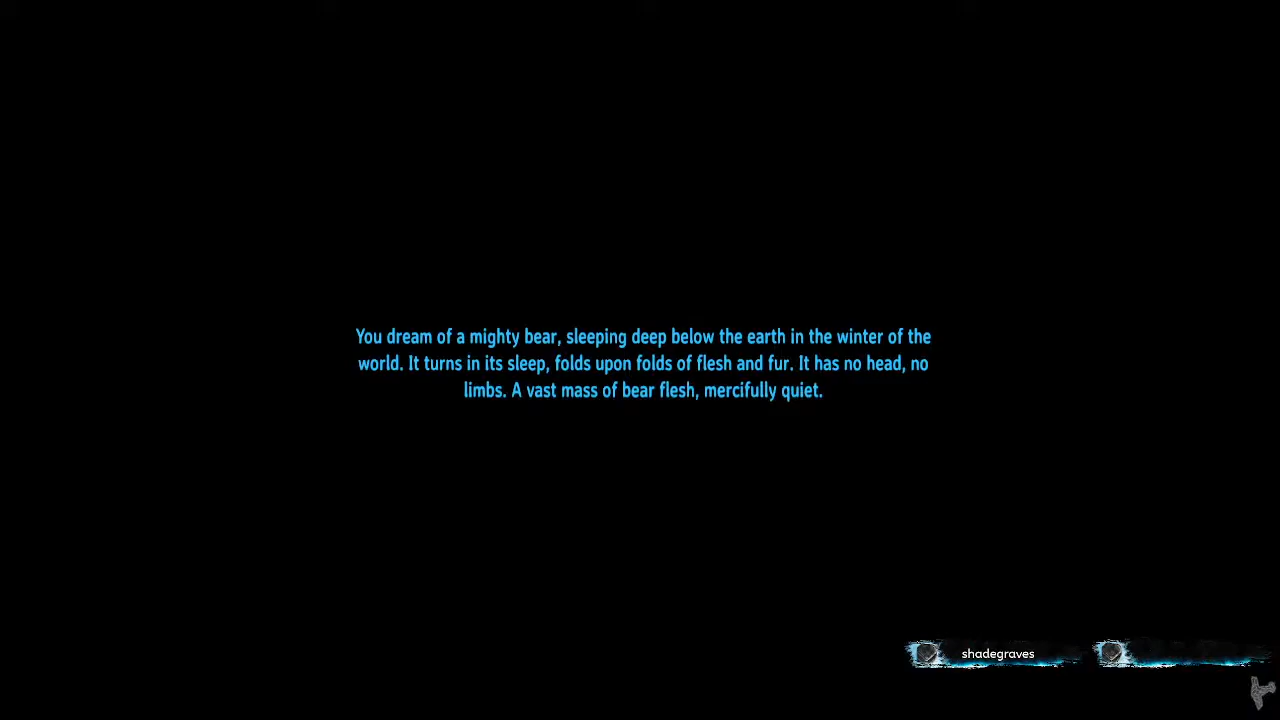 You dream of a mighty bear, sleeping deep below the earth in the winter of the
world. It turns in its sleep, folds upon folds of flesh and fur. It has no head, no
limbs. A vast mass of bear flesh, mercifully quiet.
shadegraves